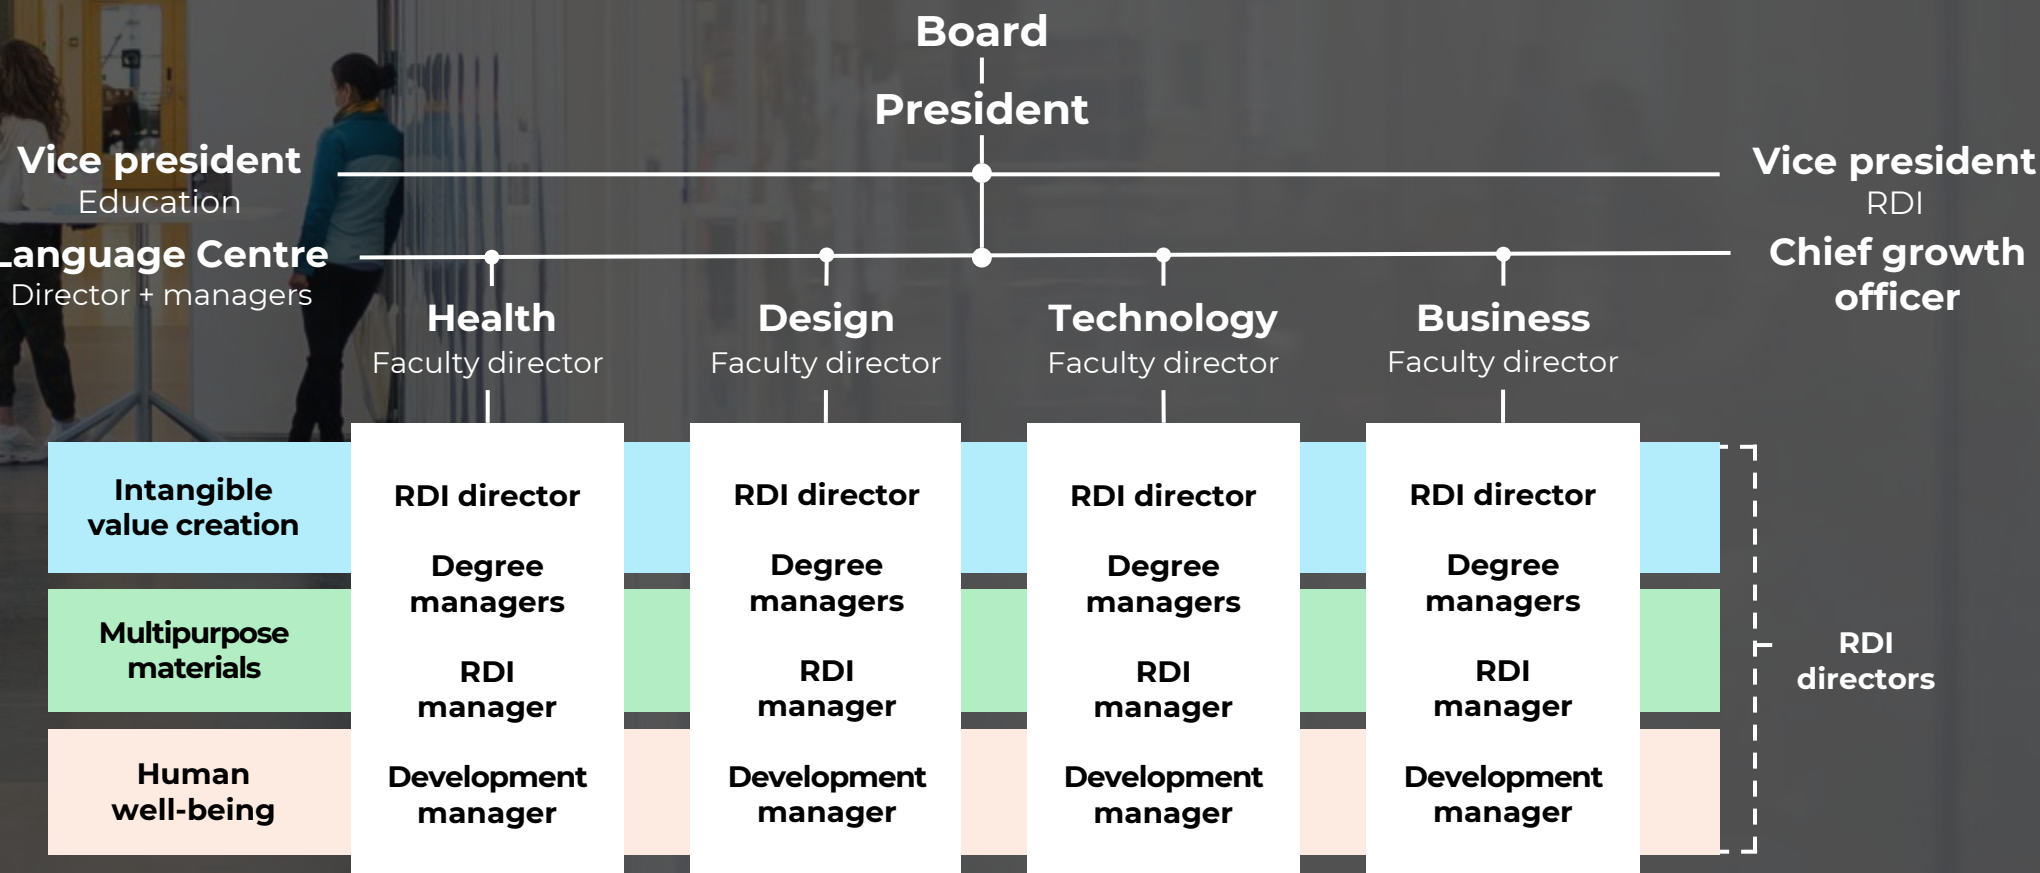 Board
President
Vice president
Education
Vice president
RDI
Language Centre
Director + managers
Chief growth
officer
Health
Faculty director
Design
Faculty director
Technology
Faculty director
Business
Faculty director
Intangible
value creation
Multipurpose
materials
Human
well-being
RDI director
Degree
managers
RDI
manager
Development
manager
RDI director
Degree
managers
RDI
manager
Development
manager
RDI director
Degree
managers
RDI
manager
Development
manager
RDI director
Degree
managers
RDI
manager
Development
manager
RDI
directors